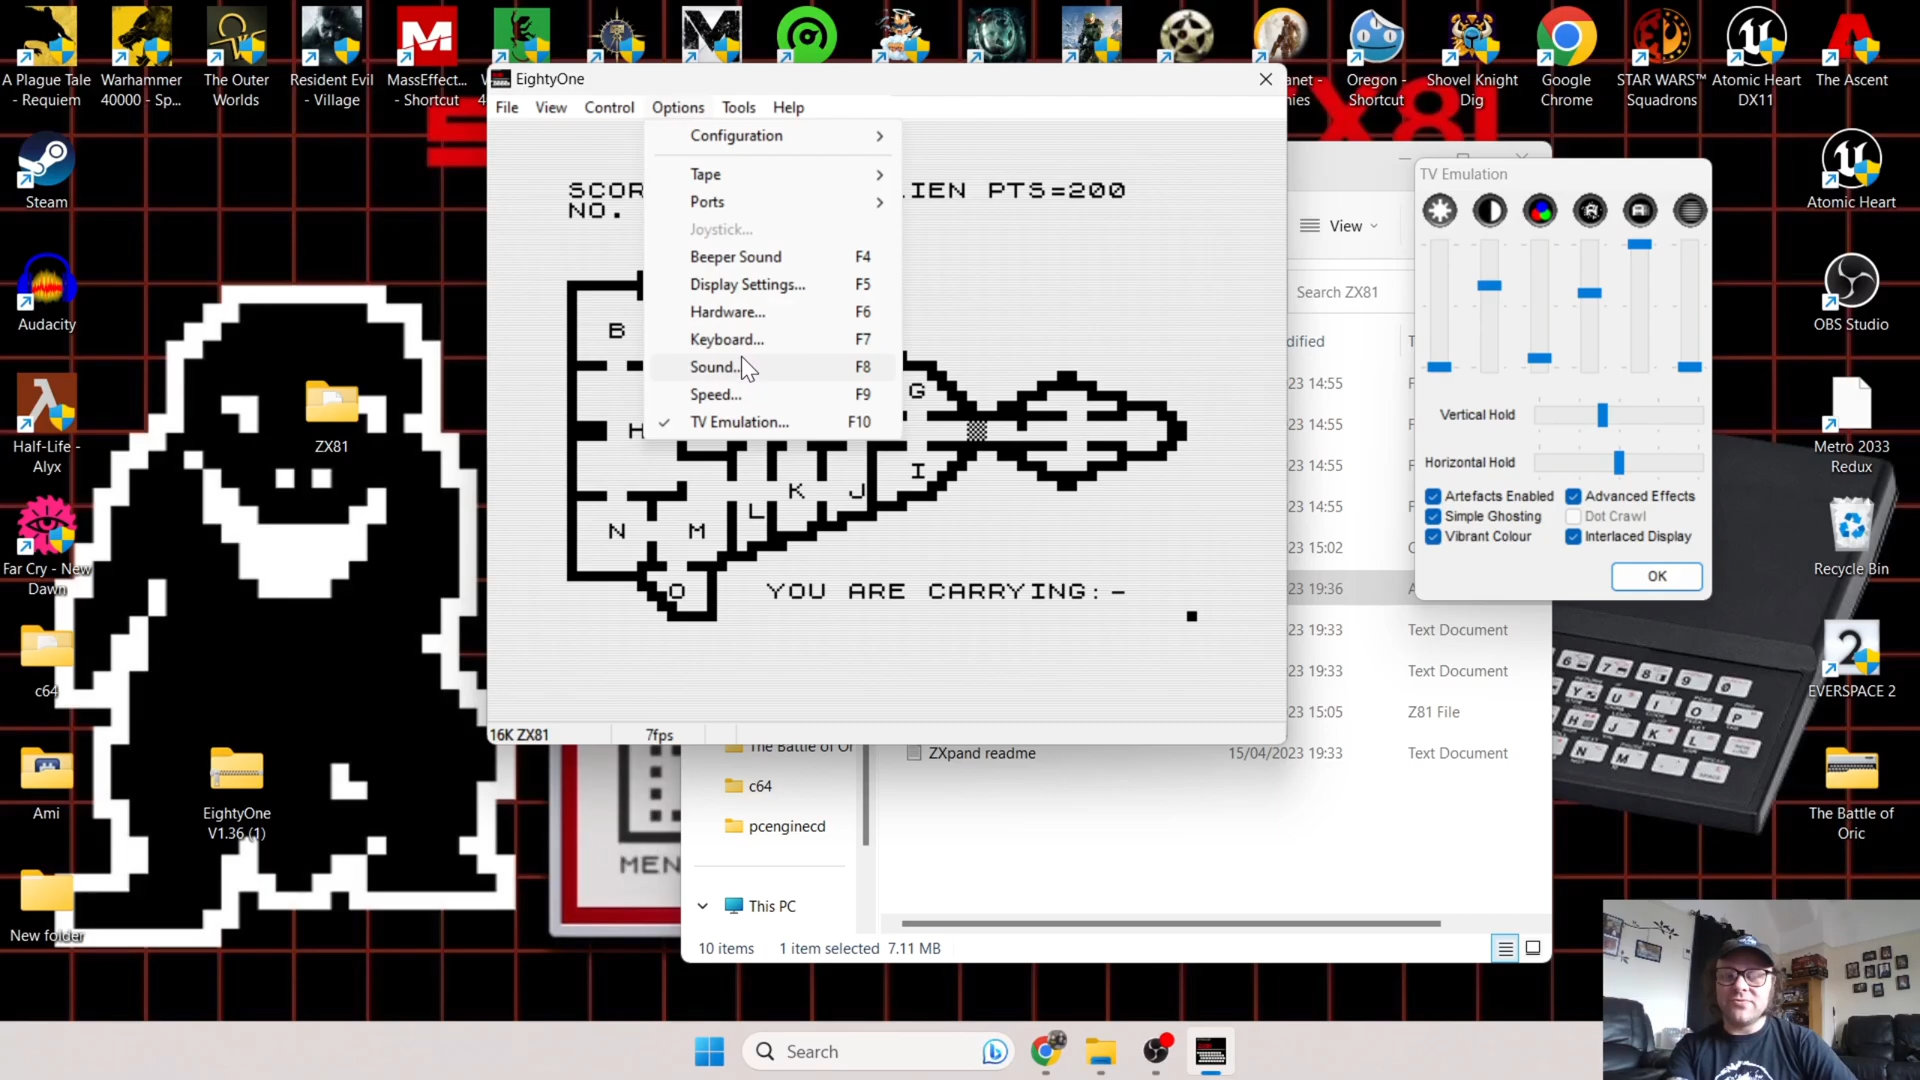 A Plague Tale
- Requiem
Warhammer
40000 - Sp...
The Outer
Worlds
Resident Evil
- Village
MassEffect...
- Shortcut
Oregon -
Shortcut
Shovel Knight
Dig
Google
Chrome
STAR WARS™
Squadrons
Atomic Heart
DX11
The Ascent
Steam
Audacity
Half-Life -
Alyx
Far Cry - New
Dawn
c64
Ami
New folder
ZX81
EightyOne
V1.36 (1)
EightyOne
File View Control Options Tools Help
Configuration
Tape
Ports
Joystick...
Beeper Sound F4
Display Settings... F5
Hardware... F6
Keyboard... F7
Sound... F8
Speed... F9
TV Emulation... F10
PTS=200
NO.
B
G
H
I
K
J
L
N
M
O
YOU ARE CARRYING:-
16K ZX81
7fps
View
Search ZX81
23 14:55
23 14:55
23 14:55
23 14:55
23 15:02
23 19:36
23 19:33 Text Document
23 19:33 Text Document
23 15:05 Z81 File
ZXpand readme 15/04/2023 19:33 Text Document
c64
pcenginecd
This PC
10 items 1 item selected 7.11 MB
TV Emulation
Vertical Hold
Horizontal Hold
Artefacts Enabled
Advanced Effects
Simple Ghosting
Dot Crawl
Vibrant Colour
Interlaced Display
OK
Atomic Heart
OBS Studio
Metro 2033
Redux
Recycle Bin
EVERSPACE 2
The Battle of
Oric
Search